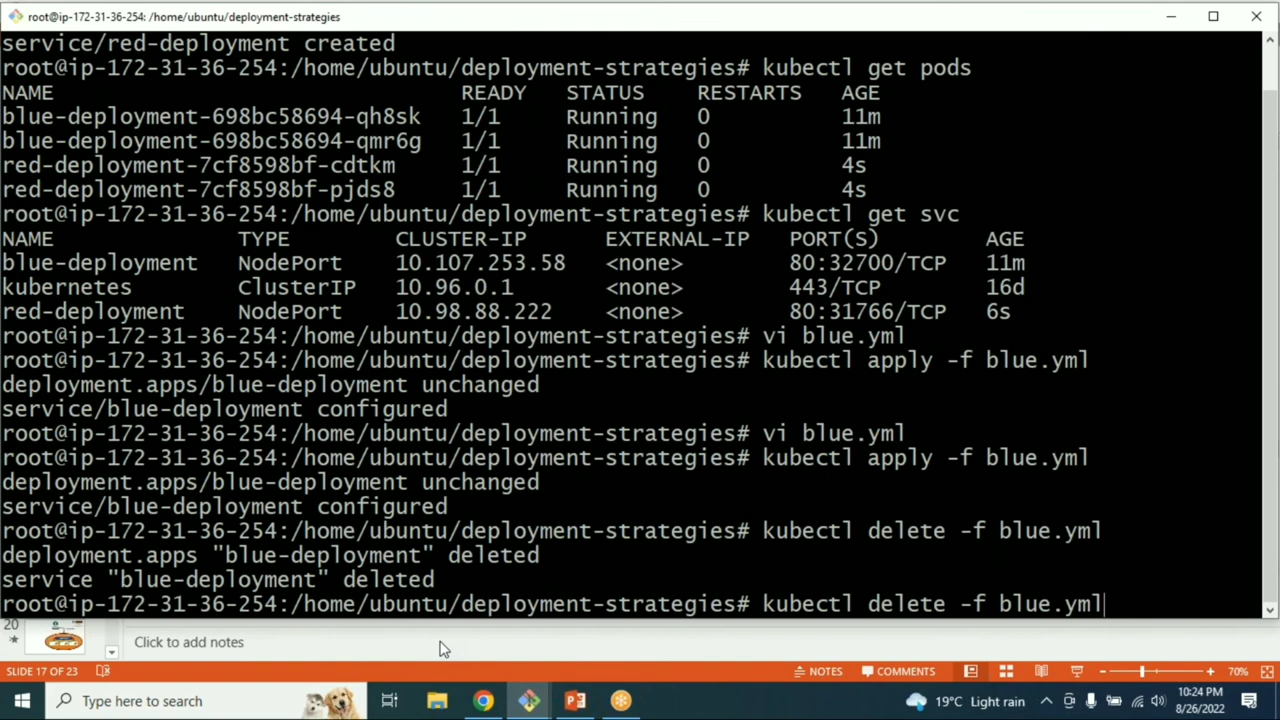 root@ip-172-31-36-254: /home/ubuntu/deployment-strategies
service/red-deployment created
root@ip-172-31-36-254:/home/ubuntu/deployment-strategies# kubectl get pods
NAME READY STATUS RESTARTS AGE
blue-deployment-698bc58694-qh8sk 1/1 Running 0 11m
blue-deployment-698bc58694-qmr6g 1/1 Running 0 11m
red-deployment-7cf8598bf-cdtkm 1/1 Running 0 4s
red-deployment-7cf8598bf-pjds8 1/1 Running 0 4s
root@ip-172-31-36-254:/home/ubuntu/deployment-strategies# kubectl get svc
NAME TYPE CLUSTER-IP EXTERNAL-IP PORT(S) AGE
blue-deployment NodePort 10.107.253.58 <none> 80:32700/TCP 11m
kubernetes ClusterIP 10.96.0.1 <none> 443/TCP 16d
red-deployment NodePort 10.98.88.222 <none> 80:31766/TCP 6s
root@ip-172-31-36-254:/home/ubuntu/deployment-strategies# vi blue.yml
root@ip-172-31-36-254:/home/ubuntu/deployment-strategies# kubectl apply -f blue.yml
deployment.apps/blue-deployment unchanged
service/blue-deployment configured
root@ip-172-31-36-254:/home/ubuntu/deployment-strategies# vi blue.yml
root@ip-172-31-36-254:/home/ubuntu/deployment-strategies# kubectl apply -f blue.yml
deployment.apps/blue-deployment unchanged
service/blue-deployment configured
root@ip-172-31-36-254:/home/ubuntu/deployment-strategies# kubectl delete -f blue.yml
deployment.apps "blue-deployment" deleted
service "blue-deployment" deleted
root@ip-172-31-36-254:/home/ubuntu/deployment-strategies# kubectl delete -f blue.yml
20
Click to add notes
SLIDE 17 OF 23 NOTES COMMENTS 70%
Type here to search 19°C Light rain 10:24 PM
8/26/2022